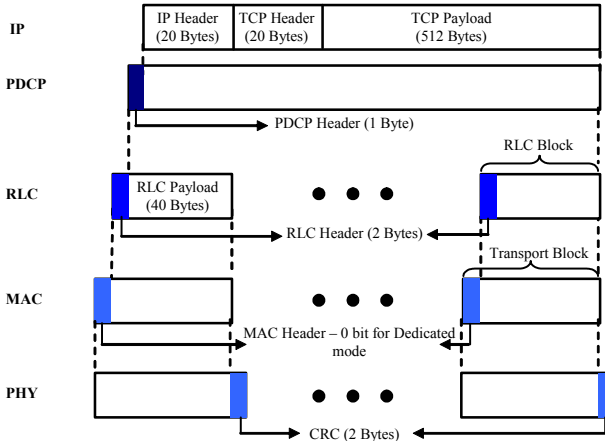 IP
IP Header
(20 Bytes)
TCP Header
(20 Bytes)
TCP Payload
(512 Bytes)
PDCP
PDCP Header (1 Byte)
RLC Block
RLC
RLC Payload
(40 Bytes)
RLC Header (2 Bytes)
Transport Block
MAC
MAC Header – 0 bit for Dedicated
mode
PHY
CRC (2 Bytes)